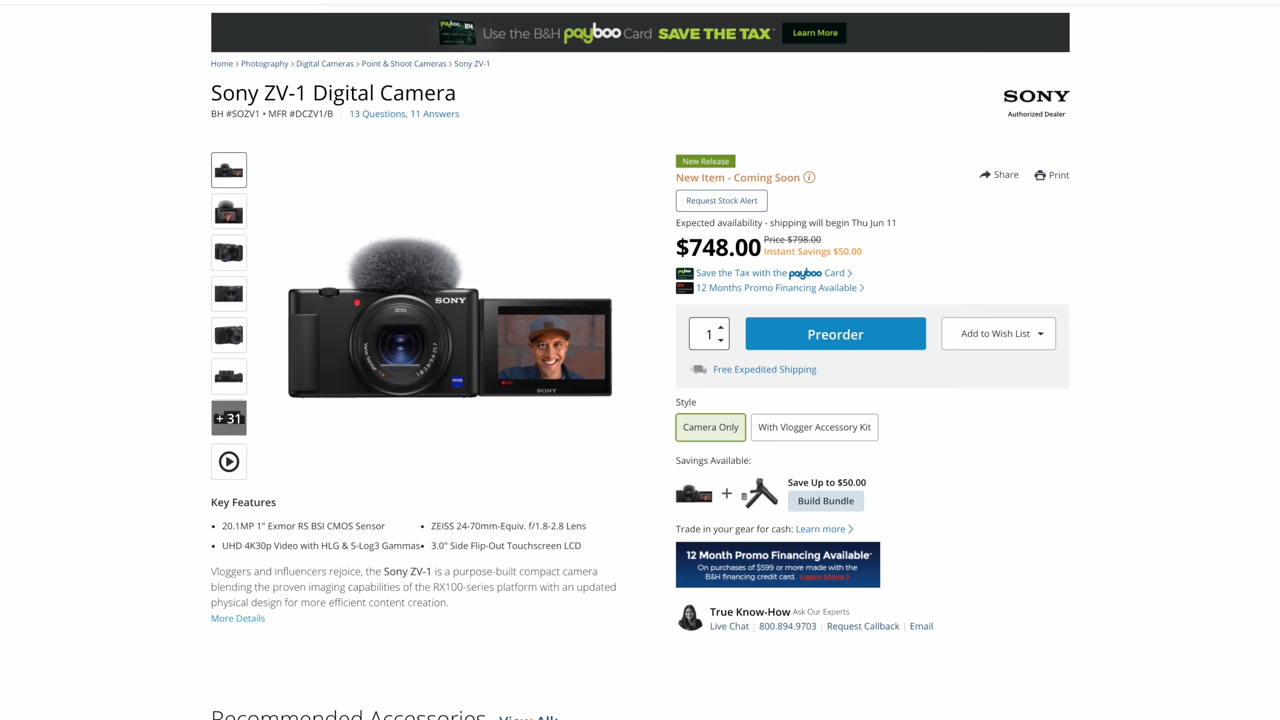 payboo B&H Use the B&H payboo Card SAVE THE TAX* Learn More
Home > Photography > Digital Cameras > Point & Shoot Cameras > Sony ZV-1
Sony ZV-1 Digital Camera
BH #SOZV1 • MFR #DCZV1/B 13 Questions, 11 Answers
SONY
Authorized Dealer
+ 31
SONY
ZEISS
SONY
New Release
New Item - Coming Soon
Share Print
Request Stock Alert
Expected availability - shipping will begin Thu Jun 11
$748.00 Price $798.00
Instant Savings $50.00
Save the Tax with the payboo Card >
12 Months Promo Financing Available >
1 Preorder Add to Wish List
Free Expedited Shipping
Style
Camera Only With Vlogger Accessory Kit
Savings Available:
+ Save Up to $50.00
Build Bundle
Trade in your gear for cash: Learn more >
12 Month Promo Financing Available*
On purchases of $599 or more made with the
B&H financing credit card. Learn More >
True Know-How Ask Our Experts
Live Chat | 800.894.9703 | Request Callback | Email
Key Features
• 20.1MP 1" Exmor RS BSI CMOS Sensor
• ZEISS 24-70mm-Equiv. f/1.8-2.8 Lens
• UHD 4K30p Video with HLG & S-Log3 Gammas
• 3.0" Side Flip-Out Touchscreen LCD
Vloggers and influencers rejoice, the Sony ZV-1 is a purpose-built compact camera
blending the proven imaging capabilities of the RX100-series platform with an updated
physical design for more efficient content creation.
More Details
Recommended Accessories View All